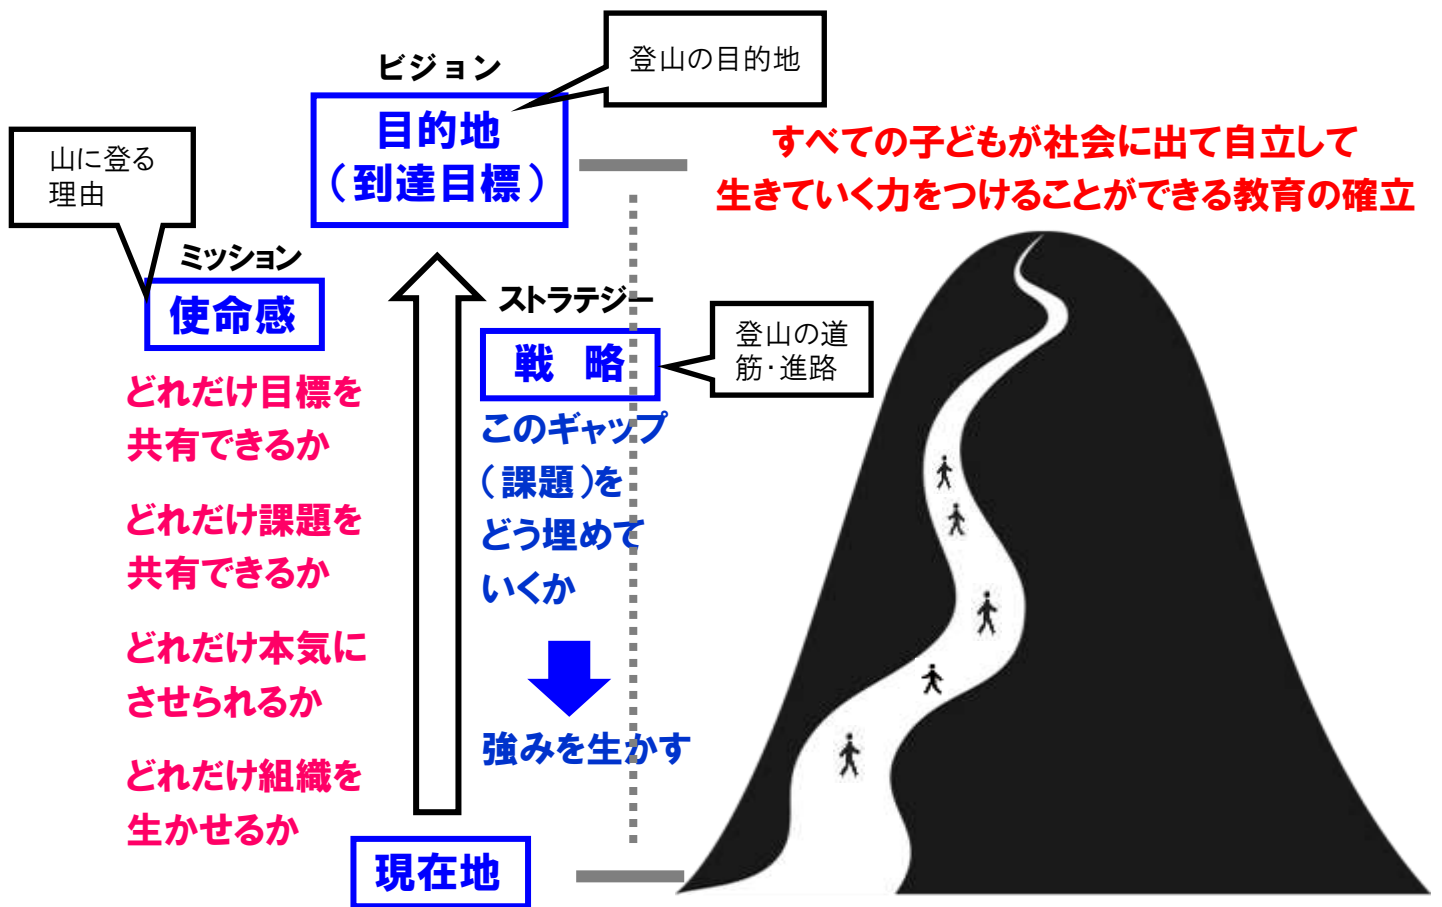 登山の目的地
ビジョン
目的地
（到達目標）
すべての子どもが社会に出て自立して
生きていく力をつけることができる教育の確立
山に登る
理由
ミッション
使命感
どれだけ目標を
共有できるか
どれだけ課題を
共有できるか
どれだけ本気に
させられるか
どれだけ組織を
生かせるか
ストラテジー
戦　略
登山の道
筋・進路
このギャップ
（課題）を
どう埋めて
いくか
強みを生かす
現在地